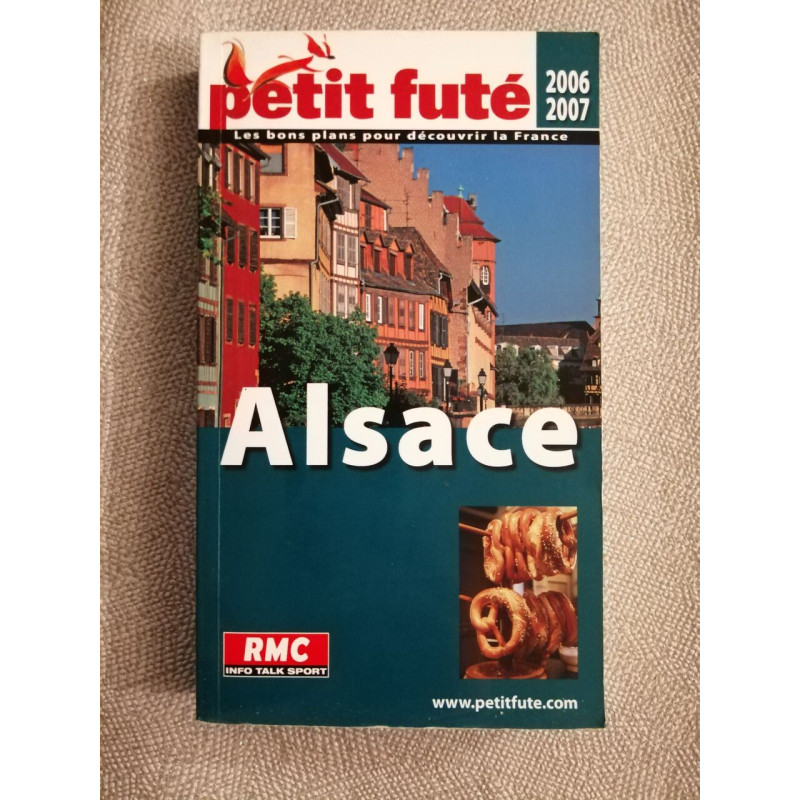 petit futé
2006
2007
Les bons plans pour découvrir la France
Alsace
RMC
INFO TALK SPORT
www.petitfute.com